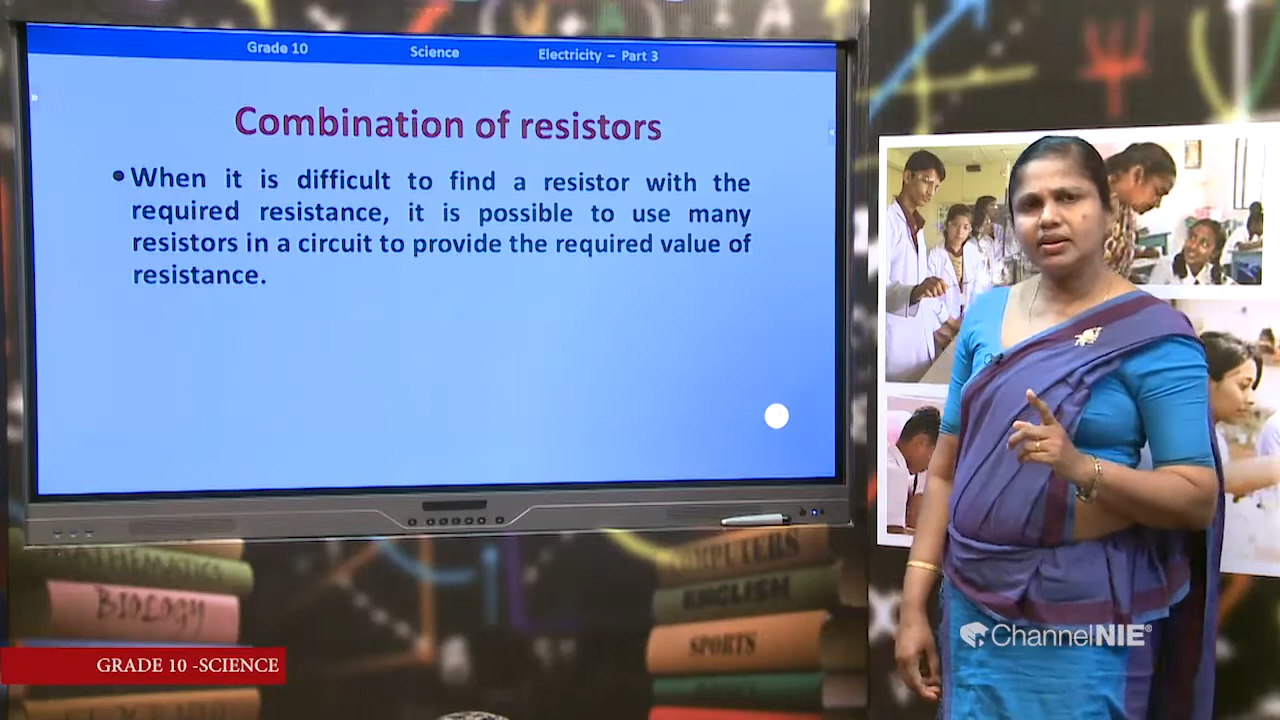 Grade 10 Science Electricity – Part 3
Combination of resistors
•When it is difficult to find a resistor with the
required resistance, it is possible to use many
resistors in a circuit to provide the required value of
resistance.
MATHEMATICS
BIOLOGY
COMPUTERS
ENGLISH
SPORTS
ChannelNIE®
GRADE 10 -SCIENCE